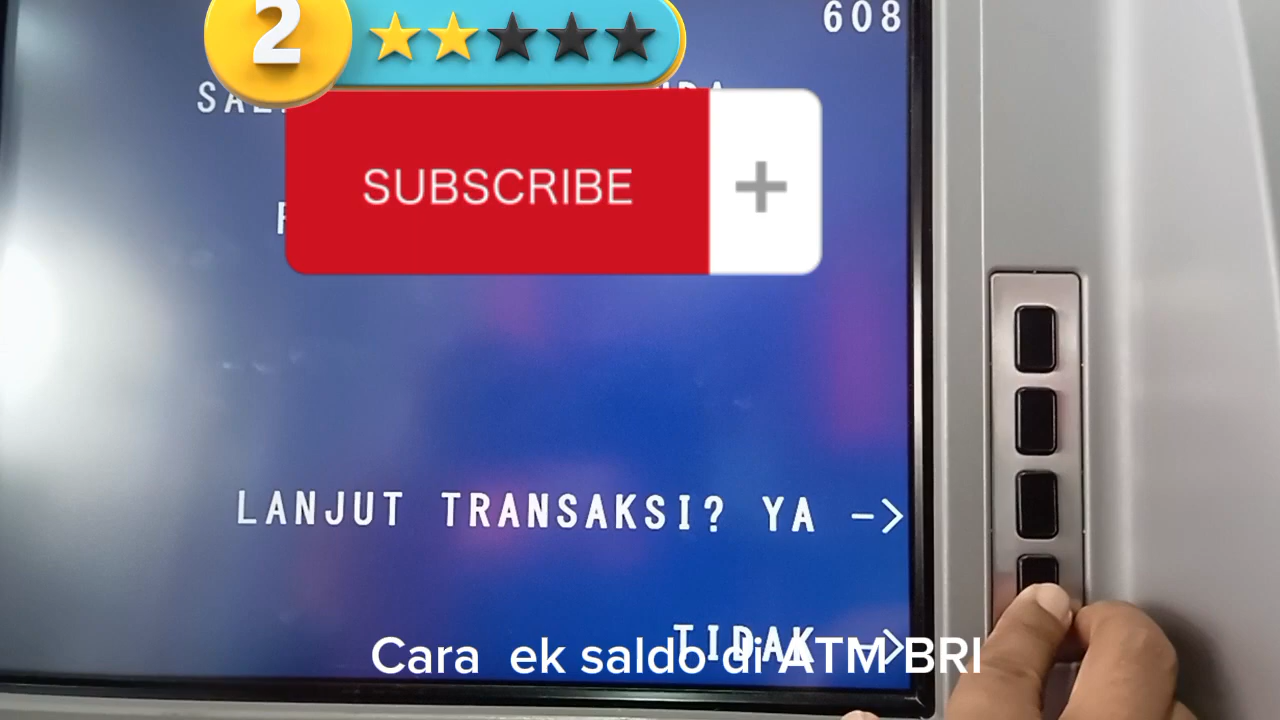 2
608
SUBSCRIBE +
LANJUT TRANSAKSI? YA ->
TIDAK ->
Cara ek saldo di ATM BRI